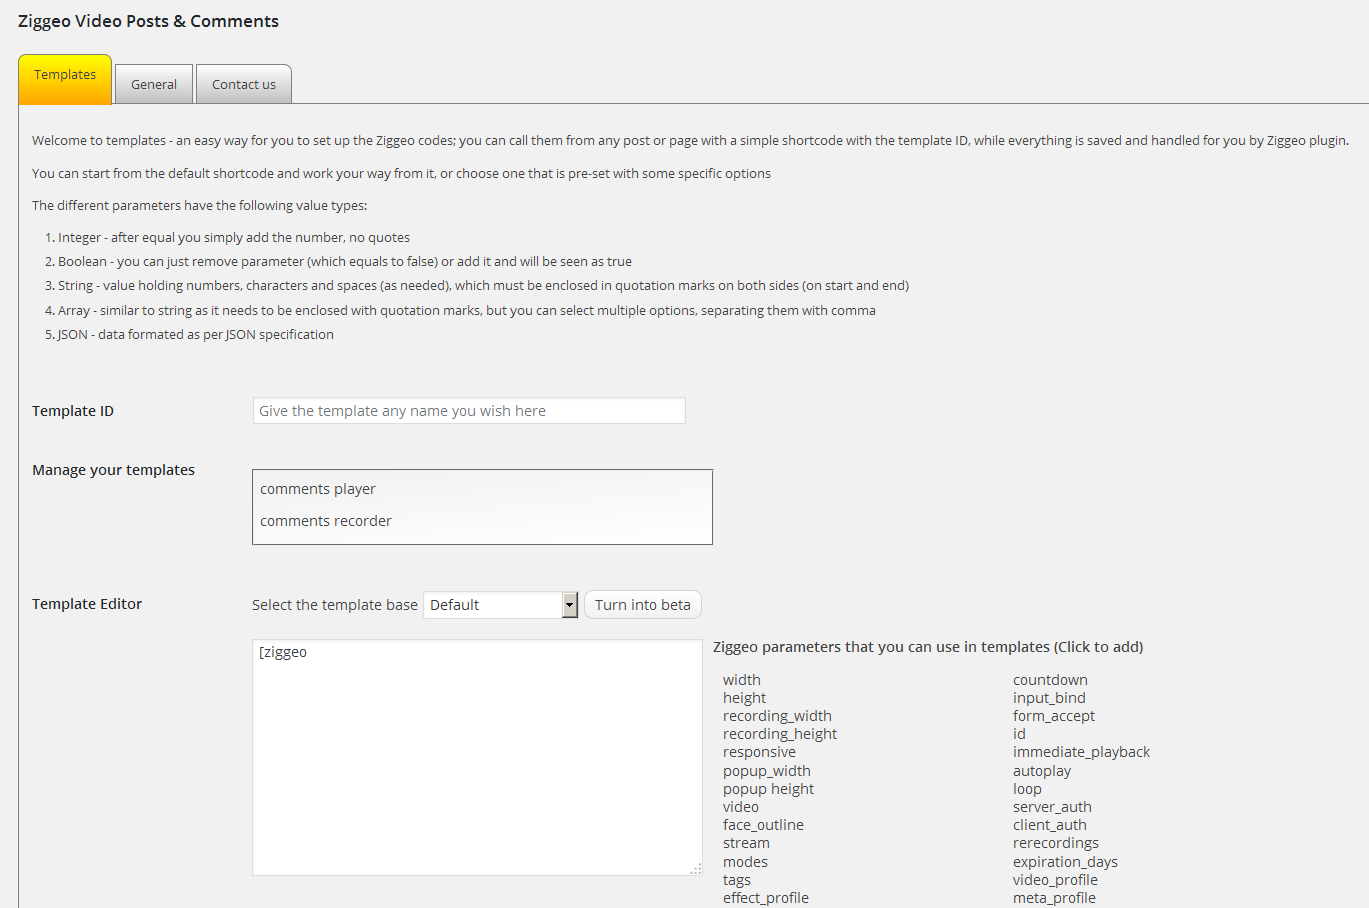 Ziggeo Video Posts & Comments
Templates
General
Contact us
Welcome to templates - an easy way for you to set up the Ziggeo codes; you can call them from any post or page with a simple shortcode with the template ID, while everything is saved and handled for you by Ziggeo plugin.
You can start from the default shortcode and work your way from it, or choose one that is pre-set with some specific options
The different parameters have the following value types:
1. Integer - after equal you simply add the number, no quotes
2. Boolean - you can just remove parameter (which equals to false) or add it and will be seen as true
3. String - value holding numbers, characters and spaces (as needed), which must be enclosed in quotation marks on both sides (on start and end)
4. Array - similar to string as it needs to be enclosed with quotation marks, but you can select multiple options, separating them with comma
5. JSON - data formated as per JSON specification
Template ID
Give the template any name you wish here
Manage your templates
comments player
comments recorder
Template Editor
Select the template base
Default
Turn into beta
[ziggeo
Ziggeo parameters that you can use in templates (Click to add)
width
height
recording_width
recording_height
responsive
popup_width
popup height
video
face_outline
stream
modes
tags
effect_profile
countdown
input_bind
form_accept
id
immediate_playback
autoplay
loop
server_auth
client_auth
rerecordings
expiration_days
video_profile
meta_profile